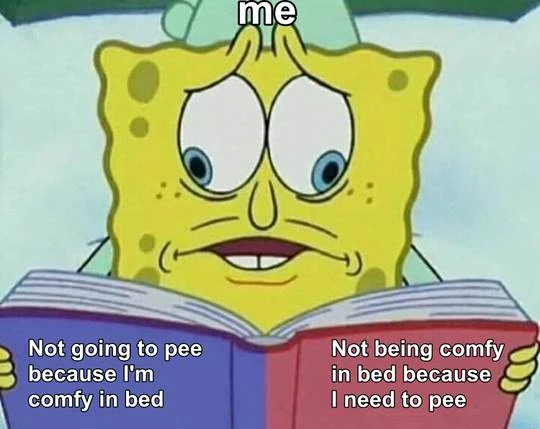 me
Not going to pee
because I'm
comfy in bed
Not being comfy
in bed because
I need to pee